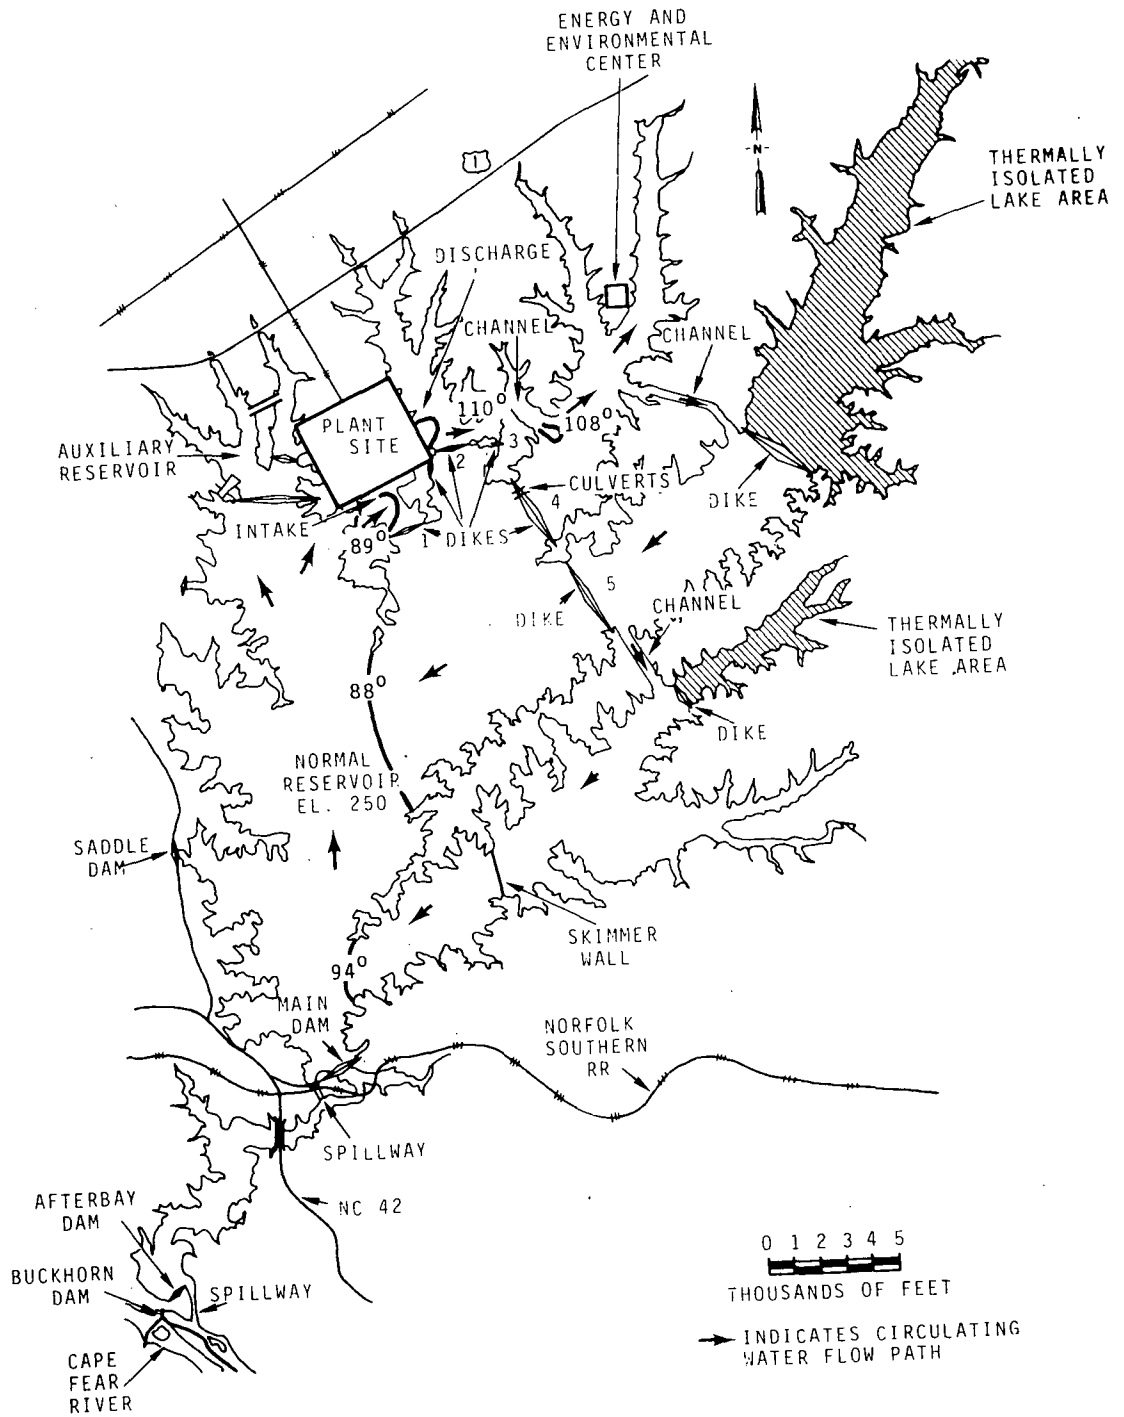 ENERGY AND
ENVIRONMENTAL
CENTER
-N-
1
THERMALLY
ISOLATED
LAKE AREA
DISCHARGE
CHANNEL
CHANNEL
110°
108°
PLANT
SITE
3
2
AUXILIARY
RESERVOIR
CULVERTS
4
DIKE
INTAKE
89°
1 DIKES
5
DIKE
CHANNEL
THERMALLY
ISOLATED
LAKE AREA
88°
DIKE
NORMAL
RESERVOIR
EL. 250
SADDLE
DAM
SKIMMER
WALL
94°
MAIN
DAM
NORFOLK
SOUTHERN
RR
SPILLWAY
NC 42
AFTERBAY
DAM
BUCKHORN
DAM
SPILLWAY
CAPE
FEAR
RIVER
0 1 2 3 4 5
THOUSANDS OF FEET
INDICATES CIRCULATING
WATER FLOW PATH